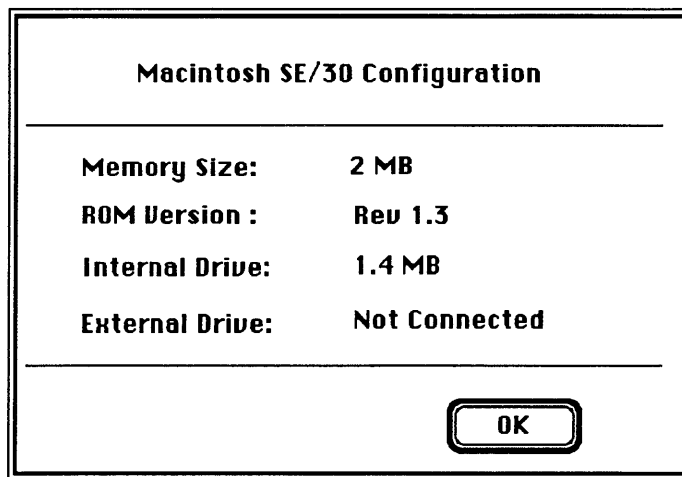 Macintosh SE/30 Configuration
Memory Size: 2 MB
ROM Version : Rev 1.3
Internal Drive: 1.4 MB
External Drive: Not Connected
OK